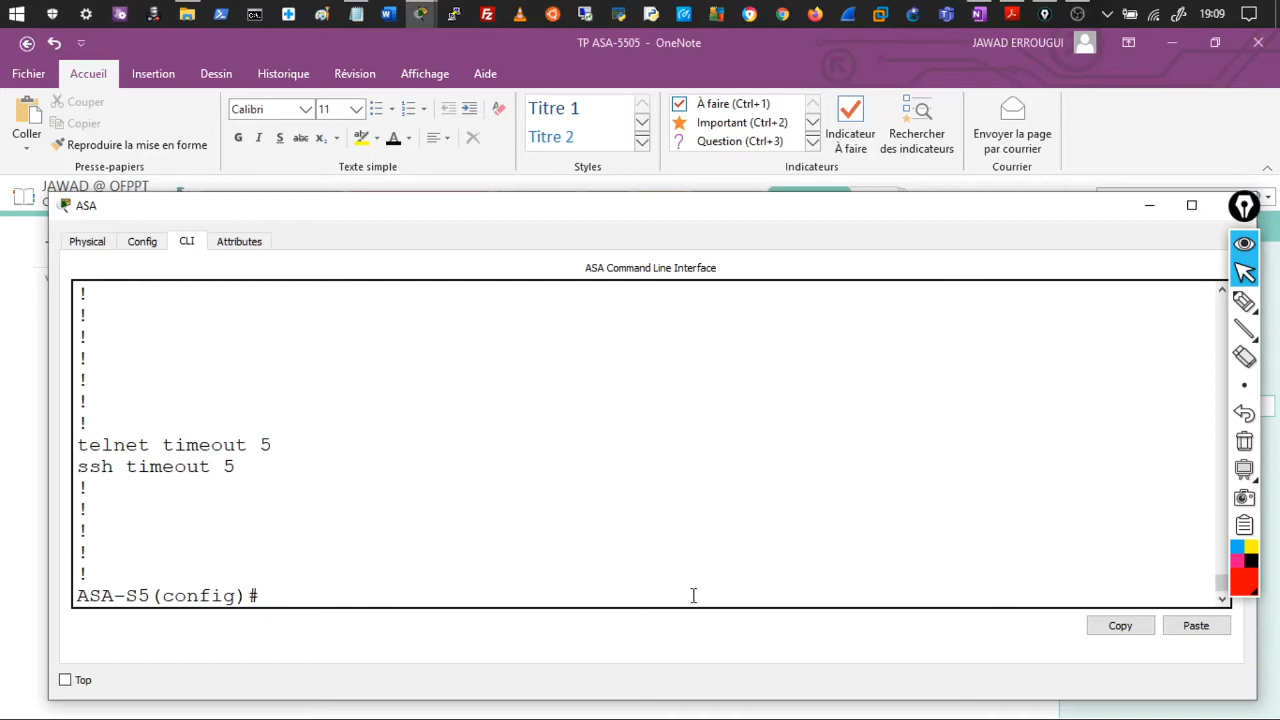 19:09
TP ASA-5505 - OneNote
JAWAD ERROUGUI
Fichier
Accueil
Insertion
Dessin
Historique
Révision
Affichage
Aide
Coller
Couper
Copier
Reproduire la mise en forme
Presse-papiers
Calibri
11
Texte simple
Titre 1
Titre 2
Styles
À faire (Ctrl+1)
Important (Ctrl+2)
Question (Ctrl+3)
Indicateur
À faire
Rechercher
des indicateurs
Indicateurs
Envoyer la page
par courrier
Courrier
JAWAD @ OFPPT
ASA
Physical
Config
CLI
Attributes
ASA Command Line Interface
!
!
!
!
!
!
!
telnet timeout 5
ssh timeout 5
!
!
!
!
!
ASA-S5(config)#
Copy
Paste
Top